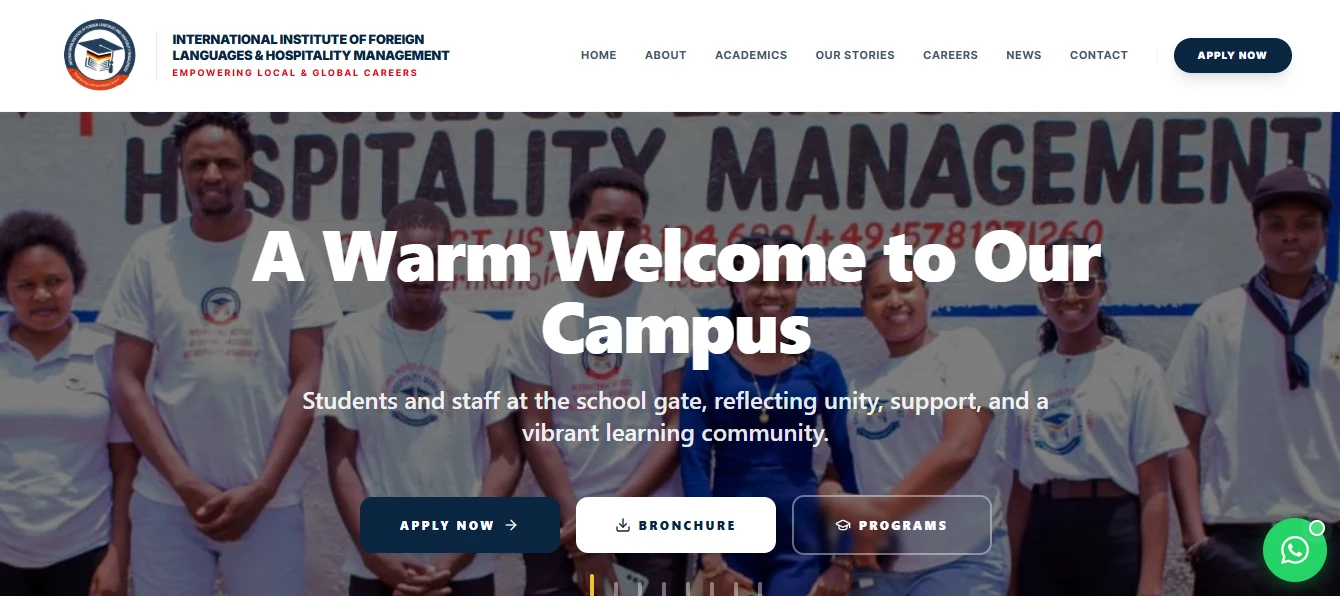 INTERNATIONAL INSTITUTE OF FOREIGN
LANGUAGES & HOSPITALITY MANAGEMENT
EMPOWERING LOCAL & GLOBAL CAREERS
HOME
ABOUT
ACADEMICS
OUR STORIES
CAREERS
NEWS
CONTACT
APPLY NOW
HOSPITALITY MANAGEMENT
A Warm Welcome to Our
Campus
Students and staff at the school gate, reflecting unity, support, and a
vibrant learning community.
APPLY NOW
BRONCHURE
PROGRAMS